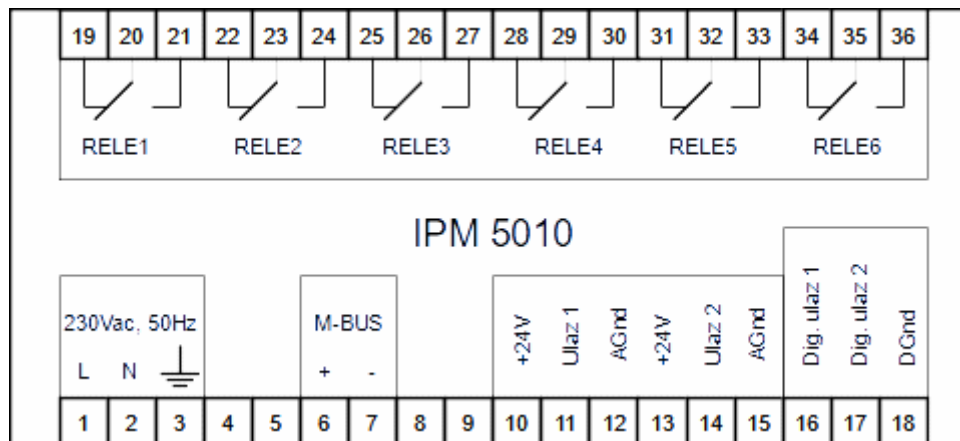 19 20 21 22 23 24 25 26 27 28 29 30 31 32 33 34 35 36
RELE1 RELE2 RELE3 RELE4 RELE5 RELE6
IPM 5010
230Vac, 50Hz
L N
M-BUS
+ -
+24V
Ulaz 1
AGnd
+24V
Ulaz 2
AGnd
Dig. ulaz 1
Dig. ulaz 2
DGnd
1 2 3 4 5 6 7 8 9 10 11 12 13 14 15 16 17 18